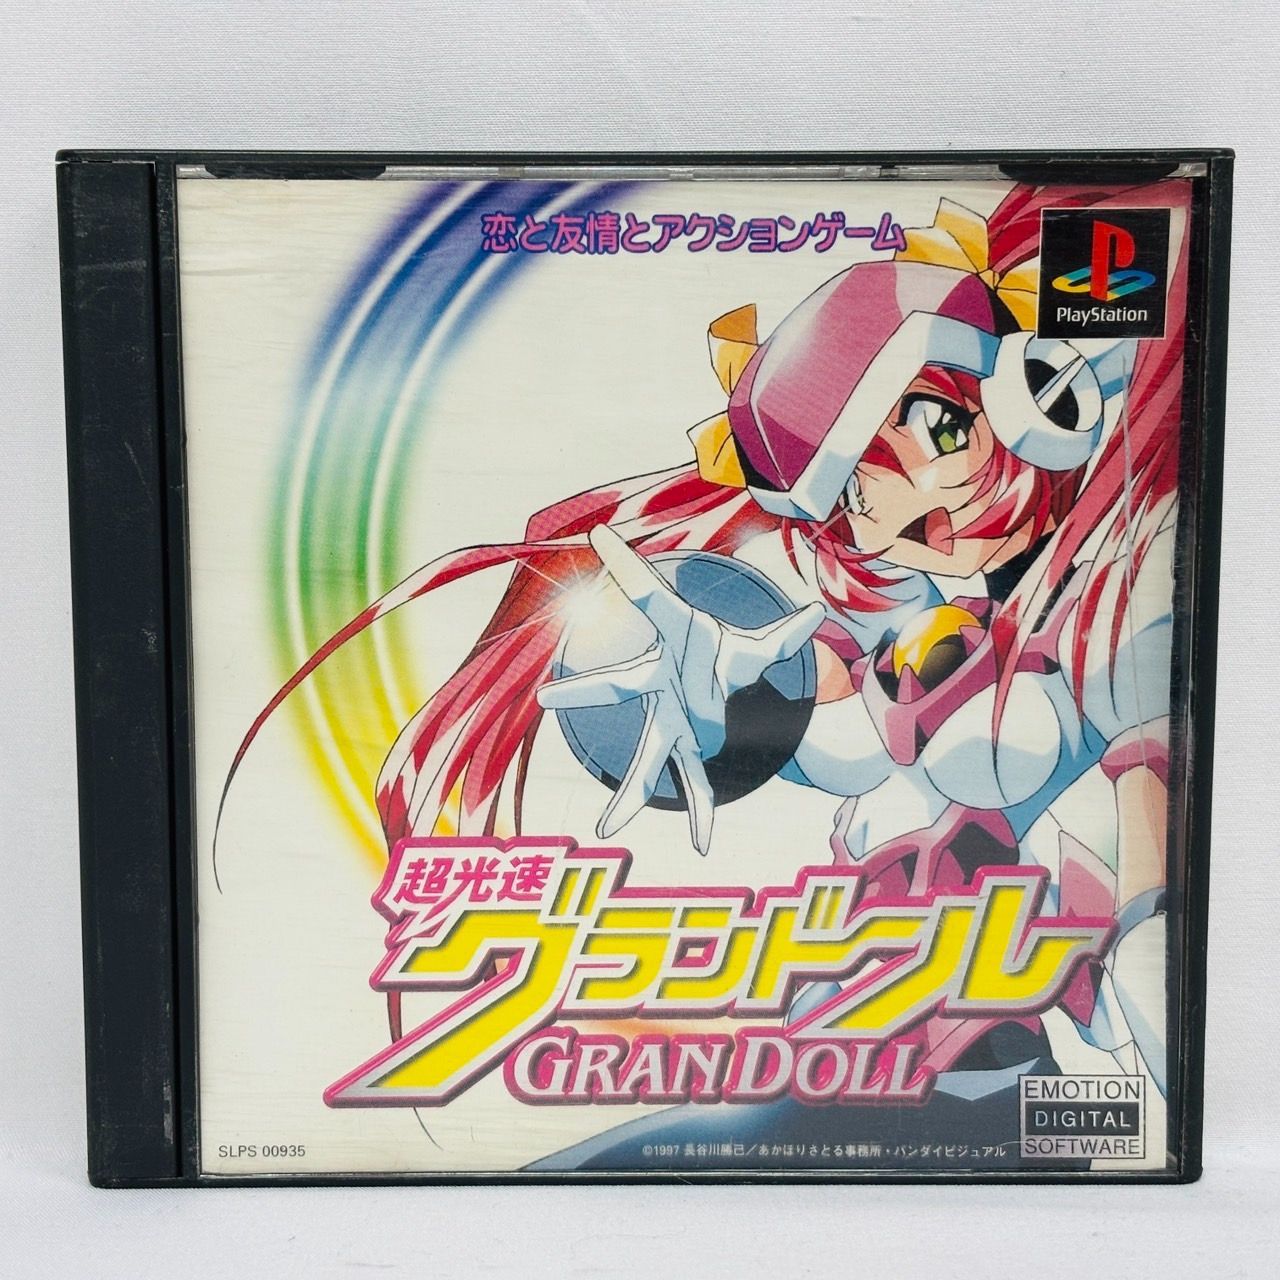 恋と友情とアクションゲーム
PlayStation
超光速
グランドール
GRANDOLL
EMOTION
DIGITAL
SOFTWARE
SLPS 00935
©1997 長谷川勝己／あかほりさとる事務所・バンダイビジュアル